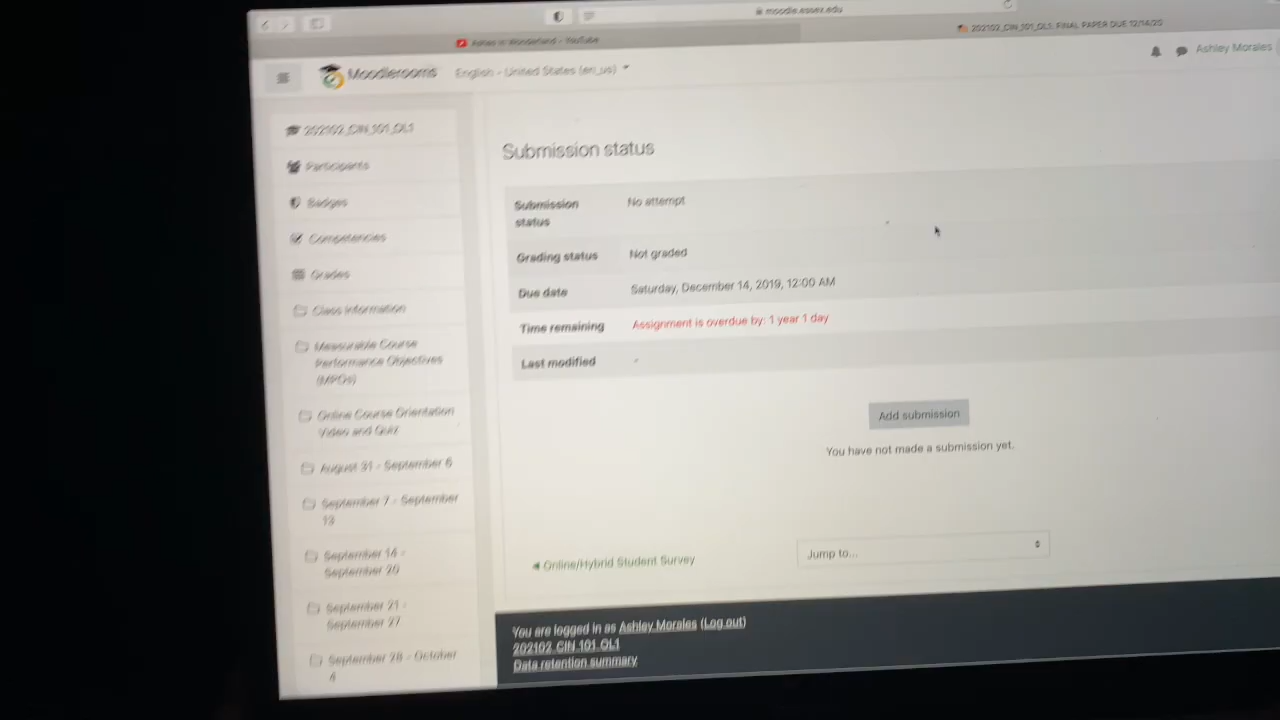 moodle.essex.edu
Ashes in Wonderland - YouTube
202102_CIN_101_OL1: FINAL PAPER DUE 12/14/20
Moodlerooms
English - United States (en_us)
Ashley Morales
202102_CIN_101_OL1
Participants
Badges
Competencies
Grades
Class Information
Measurable Course
Performance Objectives
(MPOs)
Online Course Orientation
Video and Quiz
August 31 - September 6
September 7 - September
13
September 14 -
September 20
September 21 -
September 27
September 28 - October
4
Submission status
Submission
status
No attempt
Grading status
Not graded
Due date
Saturday, December 14, 2019, 12:00 AM
Time remaining
Assignment is overdue by: 1 year 1 day
Last modified
-
Add submission
You have not made a submission yet.
Online/Hybrid Student Survey
Jump to...
You are logged in as Ashley Morales (Log out)
202102_CIN_101_OL1
Data retention summary